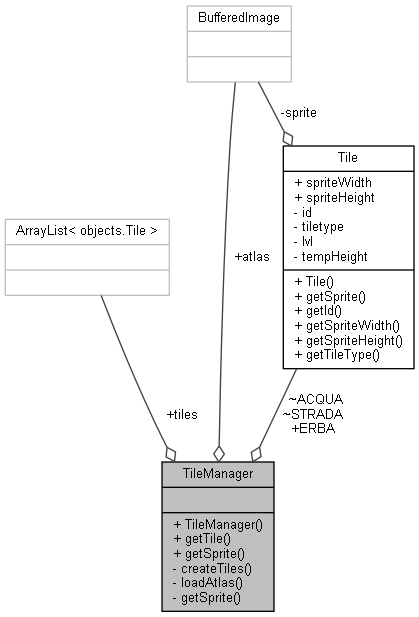 BufferedImage
-sprite
Tile
+ spriteWidth
+ spriteHeight
- id
- tiletype
- lvl
- tempHeight
+ Tile()
+ getSprite()
+ getId()
+ getSpriteWidth()
+ getSpriteHeight()
+ getTileType()
ArrayList< objects.Tile >
+atlas
+tiles
~ACQUA
~STRADA
+ERBA
TileManager
+ TileManager()
+ getTile()
+ getSprite()
- createTiles()
- loadAtlas()
- getSprite()